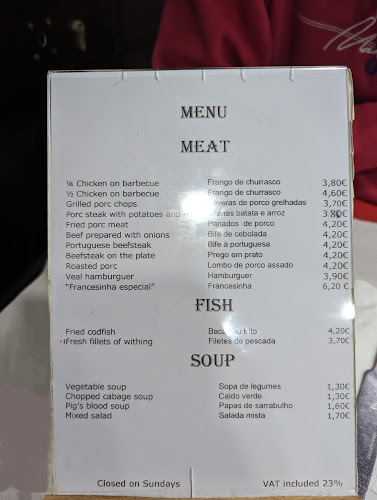 MENU
MEAT
¼ Chicken on barbecue Frango de churrasco 3,80€
½ Chicken on barbecue Frango de churrasco 4,60€
Grilled porc chops de porco grelhadas 3,70€
Porc steak with potatoes and batata e arroz 3,80€
Fried porc meat Panados de porco 4,20€
Beef prepared with onions Bife de cebolada 4,20€
Portuguese beefsteak Bife à portuguesa 4,20€
Beefsteak on the plate Prego em prato 4,20€
Roasted porc Lombo de porco assado 4,20€
Veal hamburguer Hamburguer 3,90€
"Francesinha especial" Francesinha 6,20 €
FISH
Fried codfish 4,20€
Fresh fillets of withing Filetes de pescada 3,70€
SOUP
Vegetable soup Sopa de legumes 1,30€
Chopped cabage soup Caldo verde 1,30€
Pig's blood soup Papas de sarrabulho 1,60€
Mixed salad Salada mista 1,70€
Closed on Sundays VAT included 23%